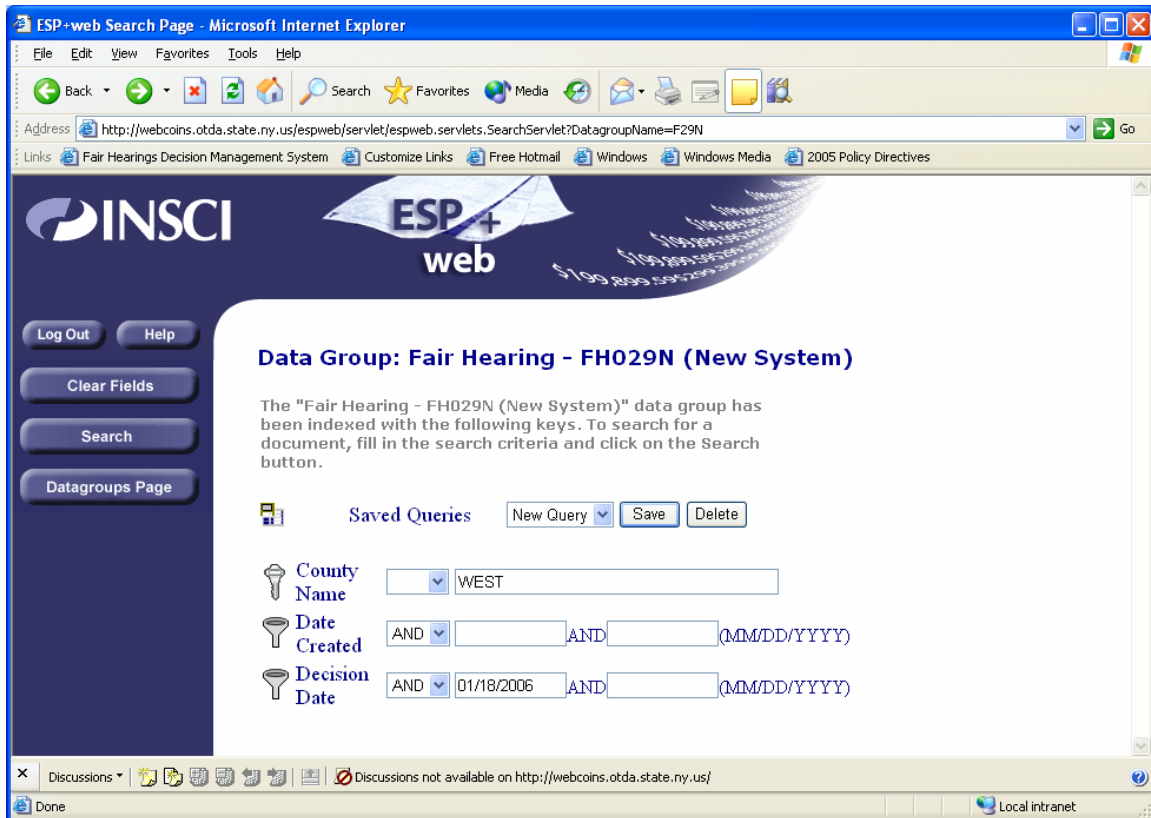 ESP+web Search Page - Microsoft Internet Explorer
File Edit View Favorites Tools Help
Back Search Favorites Media
Address http://webcoins.otda.state.ny.us/espweb/servlet/espweb.servlets.SearchServlet?DatagroupName=F29N Go
Links Fair Hearings Decision Management System Customize Links Free Hotmail Windows Windows Media 2005 Policy Directives
INSCI
ESP +
web
$199,899.595299.
Log Out Help
Clear Fields
Search
Datagroups Page
Data Group: Fair Hearing - FH029N (New System)
The "Fair Hearing - FH029N (New System)" data group has
been indexed with the following keys. To search for a
document, fill in the search criteria and click on the Search
button.
Saved Queries New Query Save Delete
County
Name WEST
Date
Created AND AND (MM/DD/YYYY)
Decision
Date AND 01/18/2006 AND (MM/DD/YYYY)
Discussions Discussions not available on http://webcoins.otda.state.ny.us/
Done Local intranet